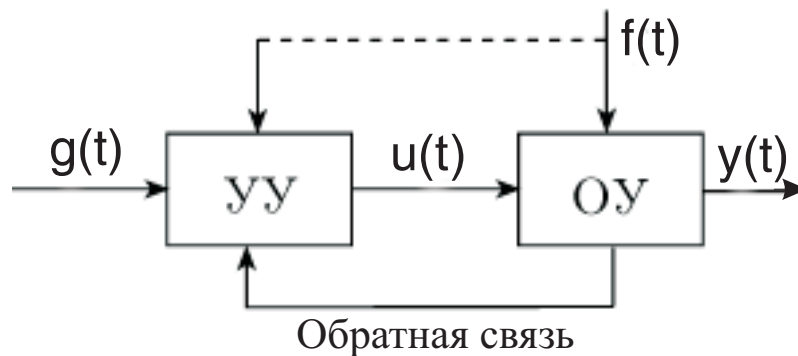 f(t)
g(t)
УУ
u(t)
ОУ
y(t)
Обратная связь